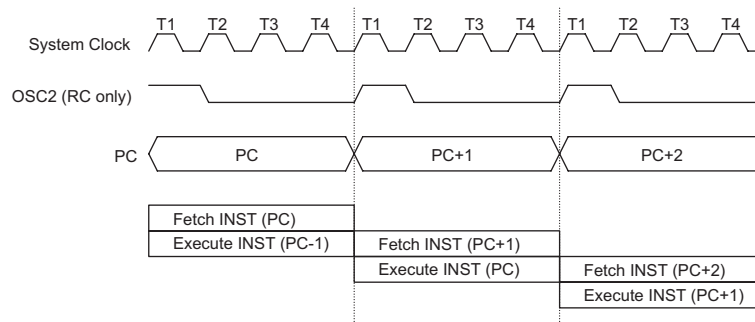 T1 T2 T3 T4 T1 T2 T3 T4 T1 T2 T3 T4
System Clock
OSC2 (RC only)
PC PC PC+1 PC+2
Fetch INST (PC)
Execute INST (PC-1) Fetch INST (PC+1)
Execute INST (PC) Fetch INST (PC+2)
Execute INST (PC+1)